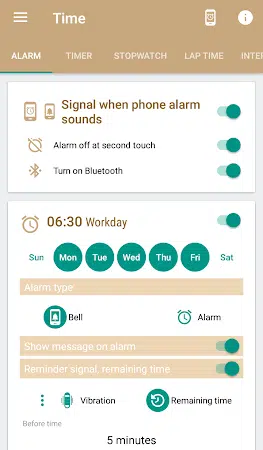 Time
ALARM TIMER STOPWATCH LAP TIME INTER
Signal when phone alarm
sounds
Alarm off at second touch
Turn on Bluetooth
06:30 Workday
Sun Mon Tue Wed Thu Fri Sat
Alarm type
Bell Alarm
Show message on alarm
Reminder signal, remaining time
Vibration Remaining time
Before time
5 minutes